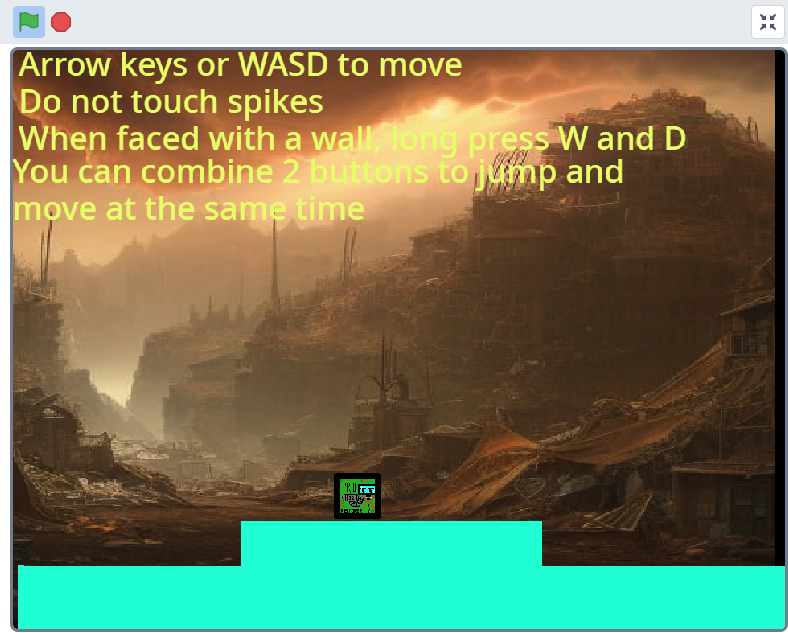 Arrow keys or WASD to move
Do not touch spikes
When faced with a wall, long press W and D
You can combine 2 buttons to jump and
move at the same time